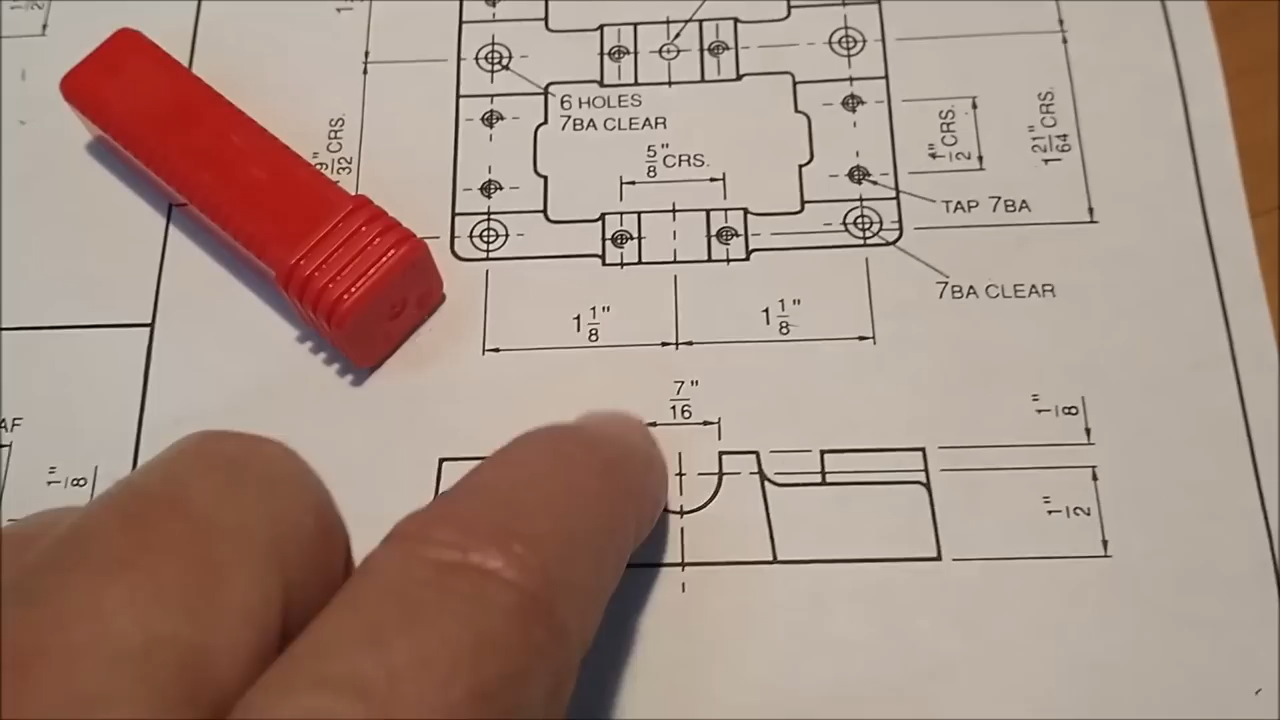 6 HOLES
7BA CLEAR
5/8" CRS.
9/32" CRS.
1/2" CRS.
1 21/64" CRS.
TAP 7BA
7BA CLEAR
1 1/8"
1 1/8"
7/16"
1/8"
AF
1/8"
1/2"